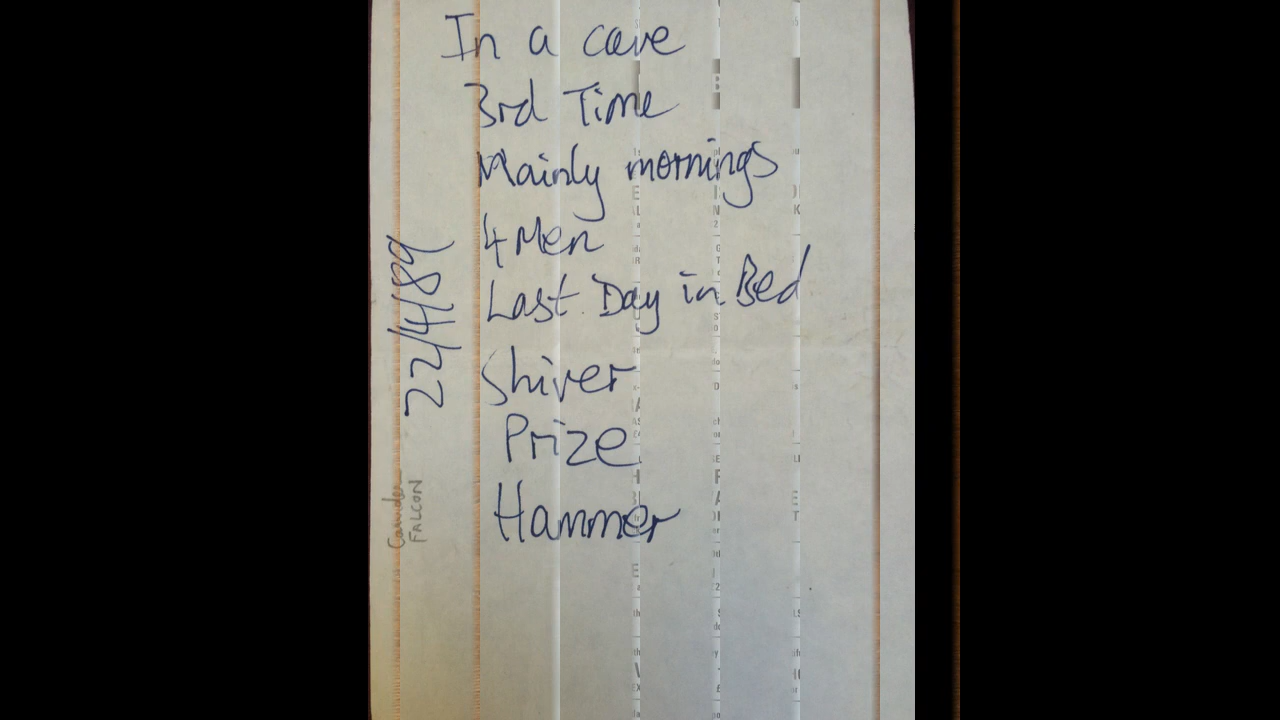 In a cave
3rd Time
Mainly mornings
4 Men
Last Day in Bed
Shiver
Prize
Hammer
22/4/89
Camden
FALCON